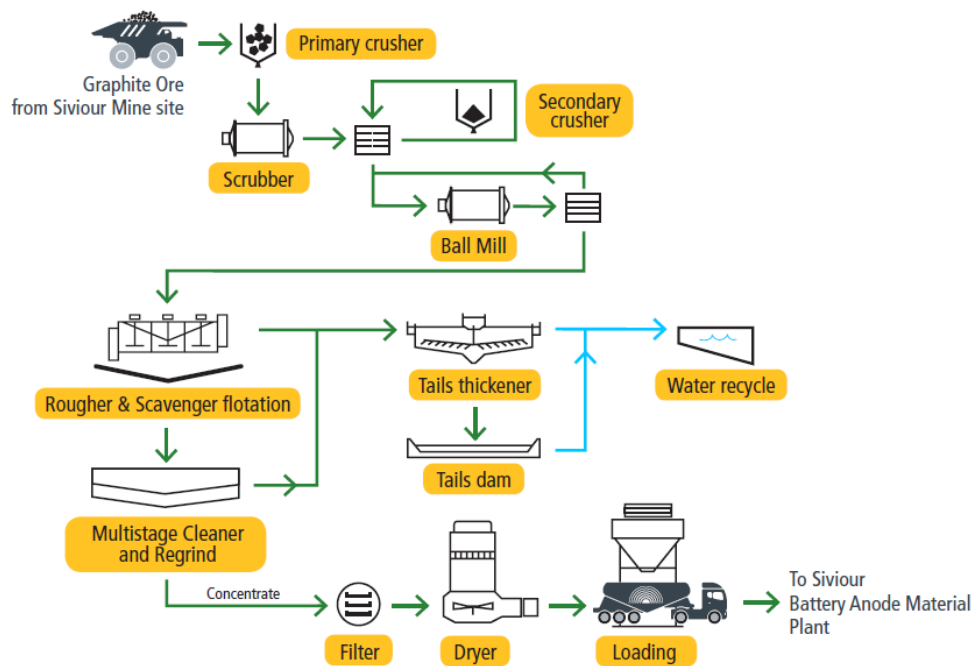 Primary crusher
Graphite Ore
from Siviour Mine site
Secondary
crusher
Scrubber
Ball Mill
Rougher & Scavenger flotation
Tails thickener
Water recycle
Tails dam
Multistage Cleaner
and Regrind
Concentrate
To Siviour
Battery Anode Material
Plant
Filter
Dryer
Loading